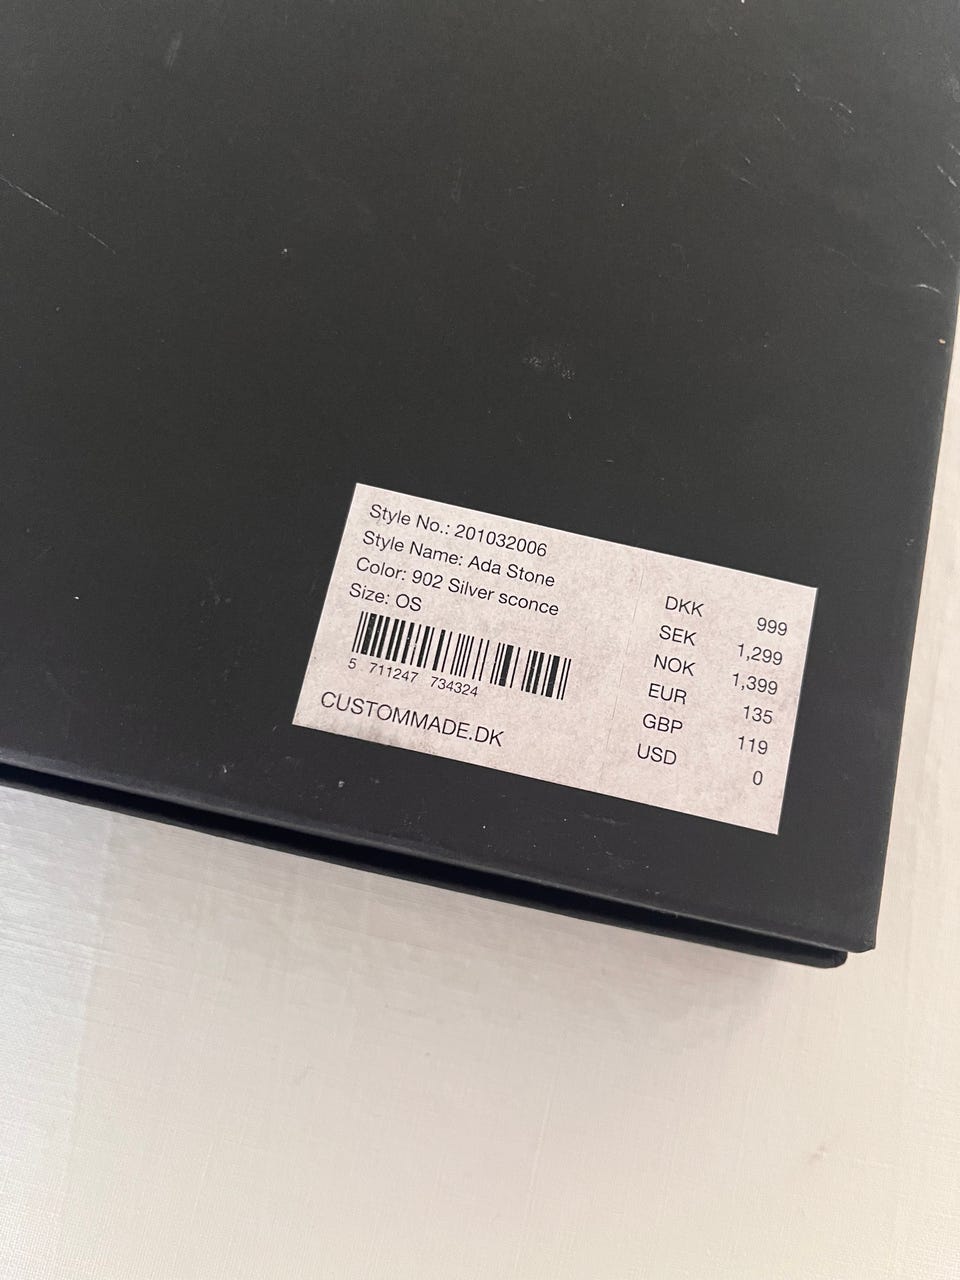 Style No.: 201032006
Style Name: Ada Stone
Color: 902 Silver sconce
Size: OS
5 711247 734324
CUSTOMMADE.DK
DKK 999
SEK 1,299
NOK 1,399
EUR 135
GBP 119
USD 0